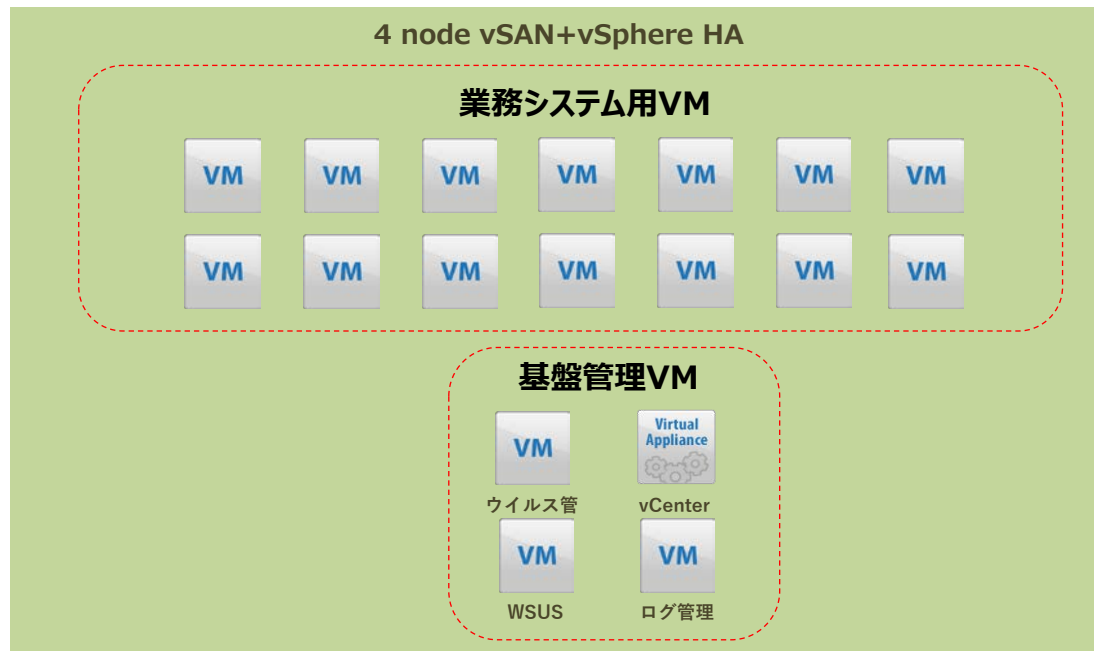 4 node vSAN+vSphere HA
業務システム用VM
VM VM VM VM VM VM VM
VM VM VM VM VM VM VM
基盤管理VM
VM Virtual
Appliance
ウイルス管 vCenter
VM VM
WSUS ログ管理